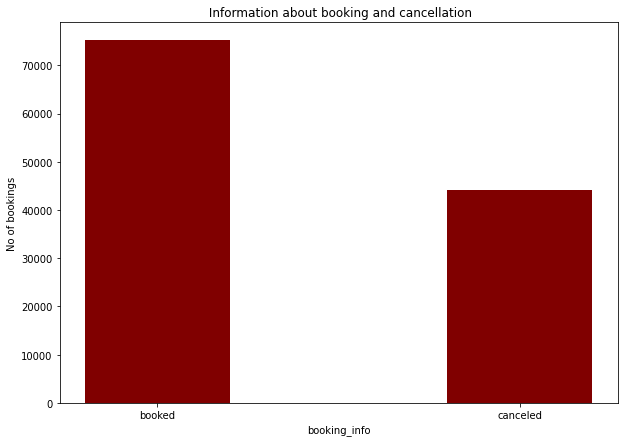 Information about booking and cancellation
No of bookings
70000
60000
50000
40000
30000
20000
10000
0
booked
canceled
booking_info